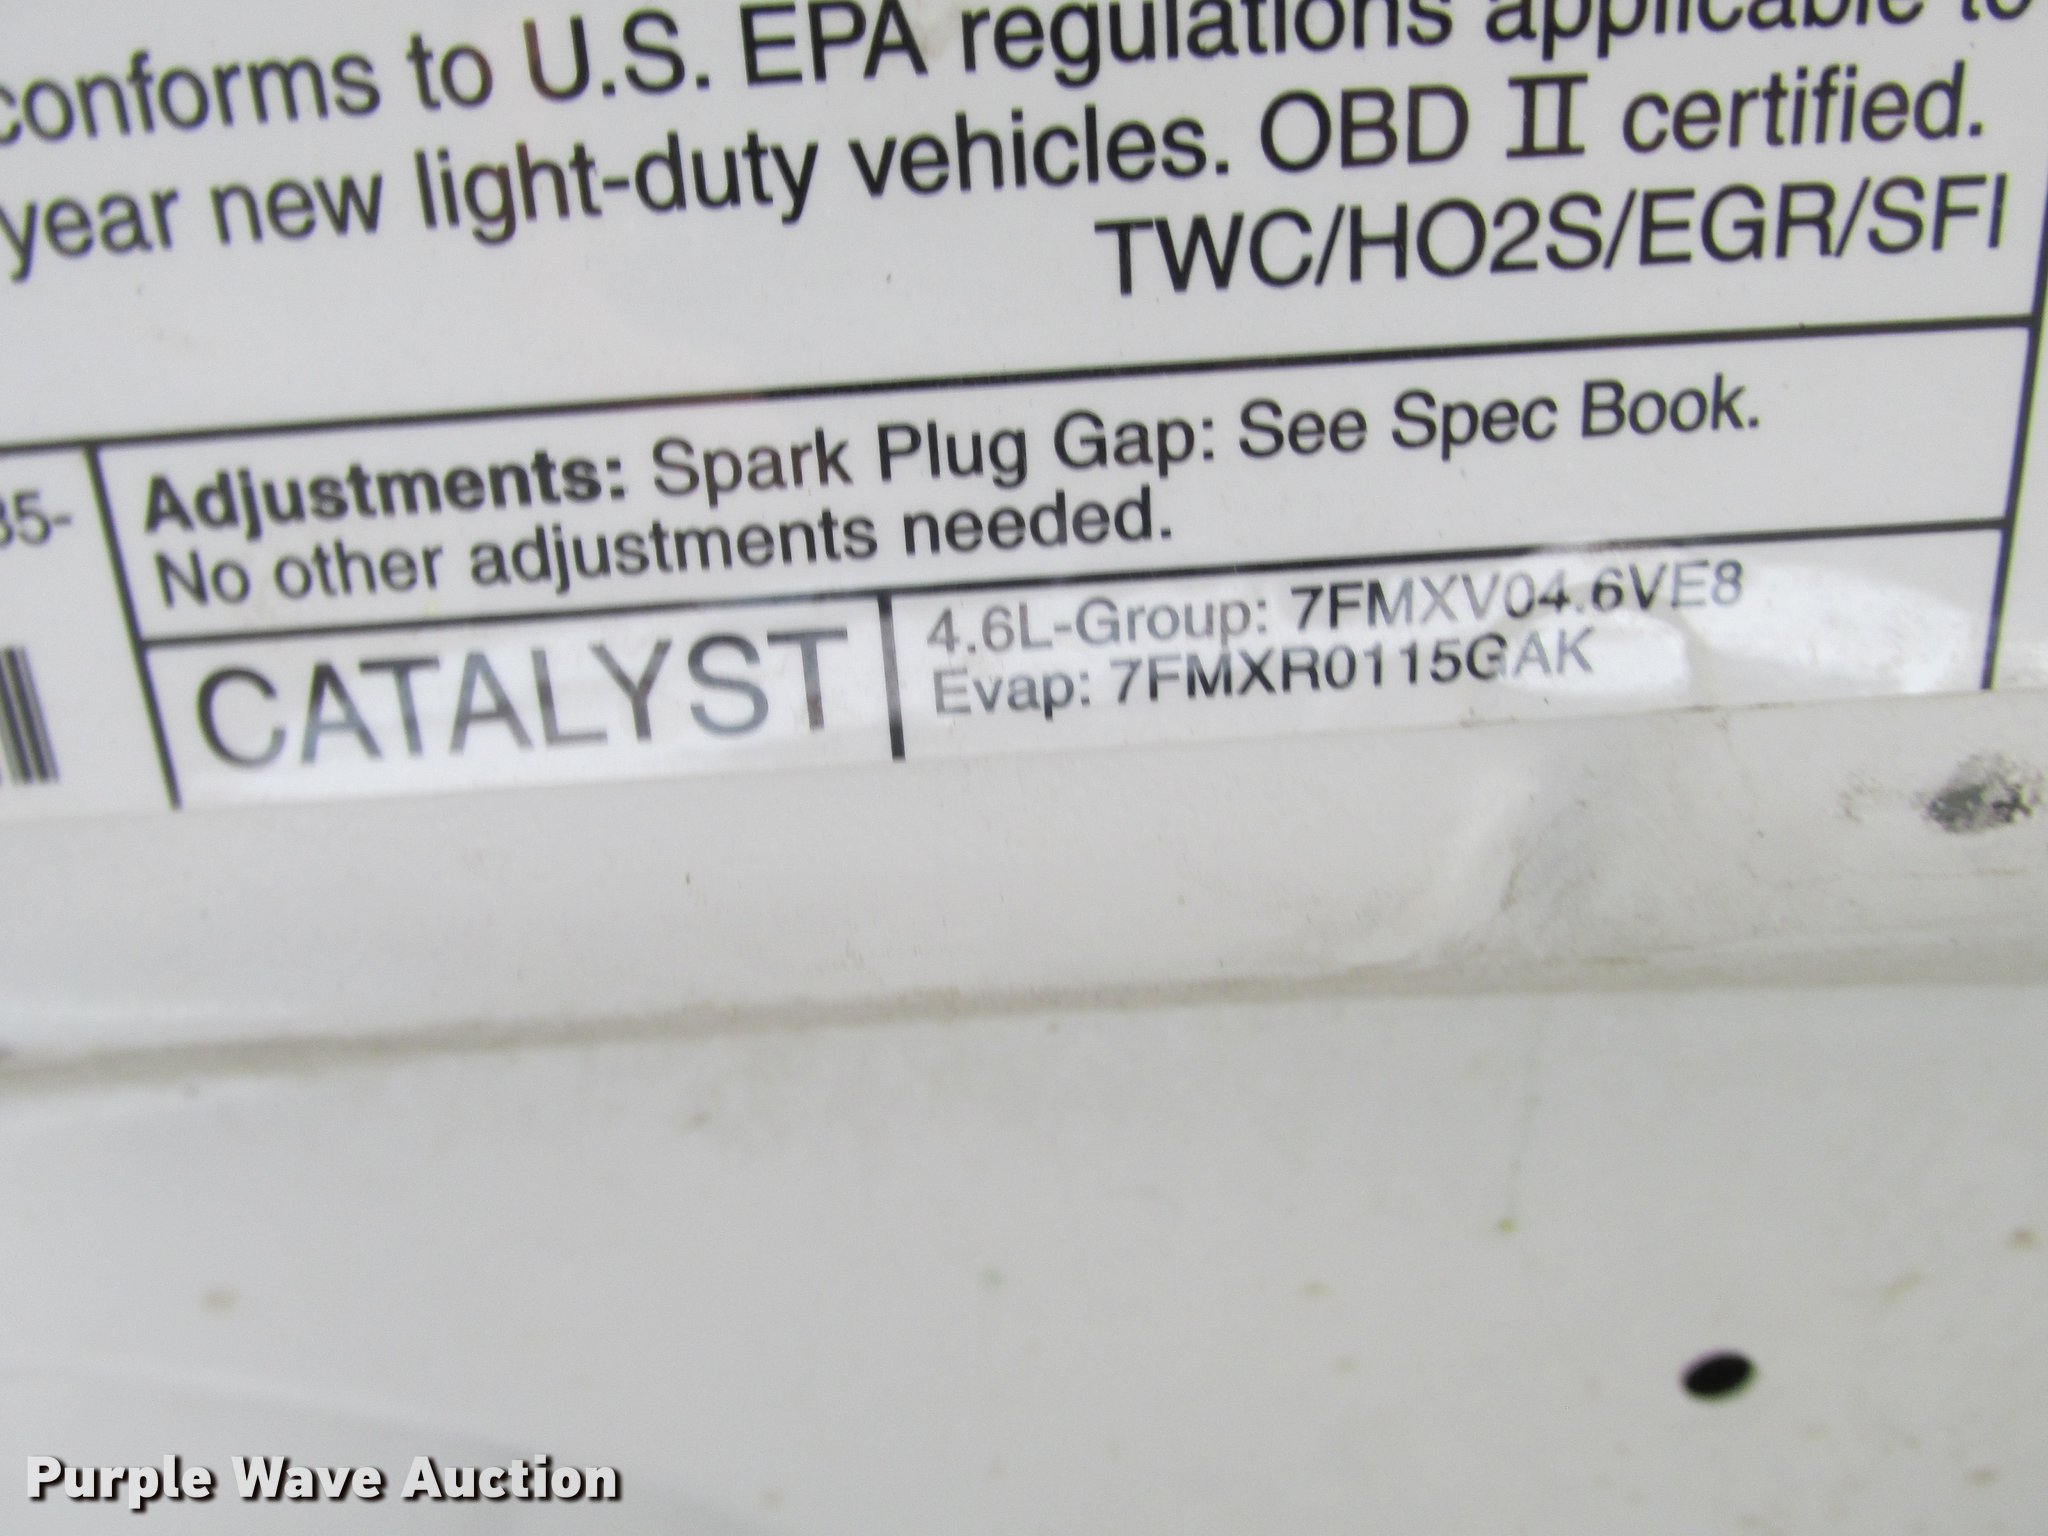 conforms to U.S. EPA regulations applicable to
year new light-duty vehicles. OBD II certified.
TWC/HO2S/EGR/SFI
35-
Adjustments: Spark Plug Gap: See Spec Book.
No other adjustments needed.
CATALYST
4.6L-Group: 7FMXV04.6VE8
Evap: 7FMXR0115GAK
Purple Wave Auction